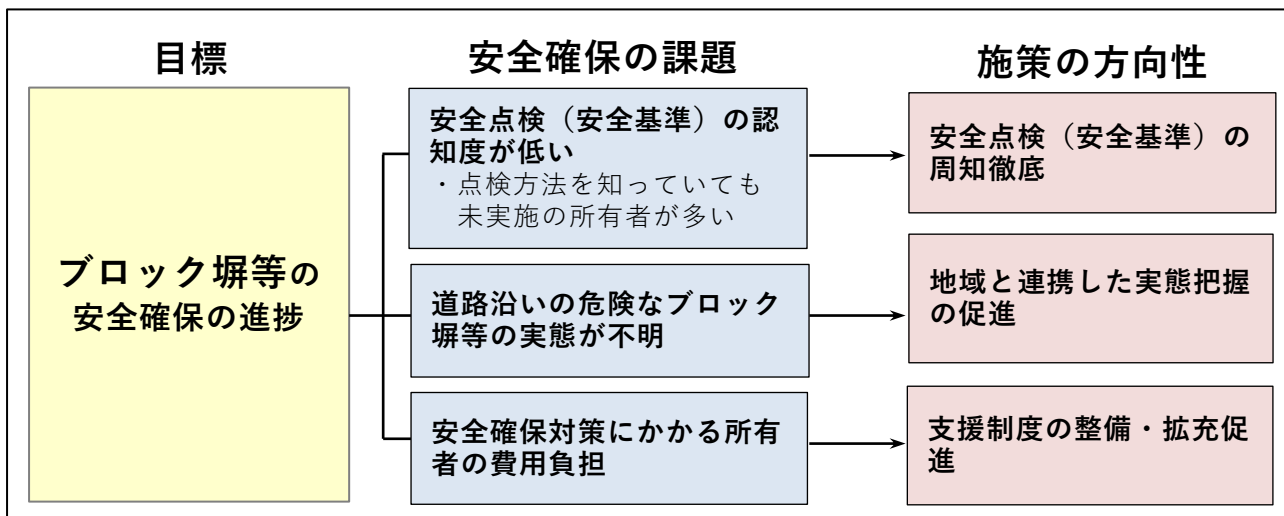 目標
安全確保の課題
施策の方向性
ブロック塀等の
安全確保の進捗
安全点検（安全基準）の認
知度が低い
・点検方法を知っていても
未実施の所有者が多い
道路沿いの危険なブロック
塀等の実態が不明
安全確保対策にかかる所有
者の費用負担
安全点検（安全基準）の
周知徹底
地域と連携した実態把握
の促進
支援制度の整備・拡充促
進